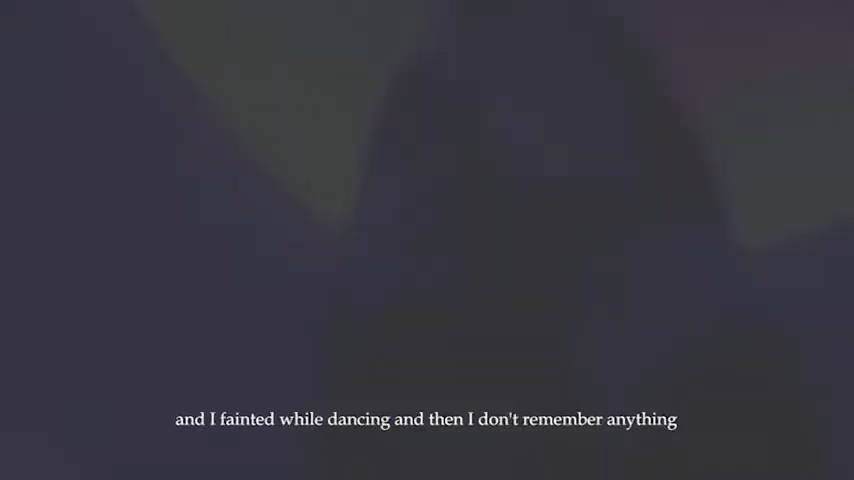 and I fainted while dancing and then I don't remember anything